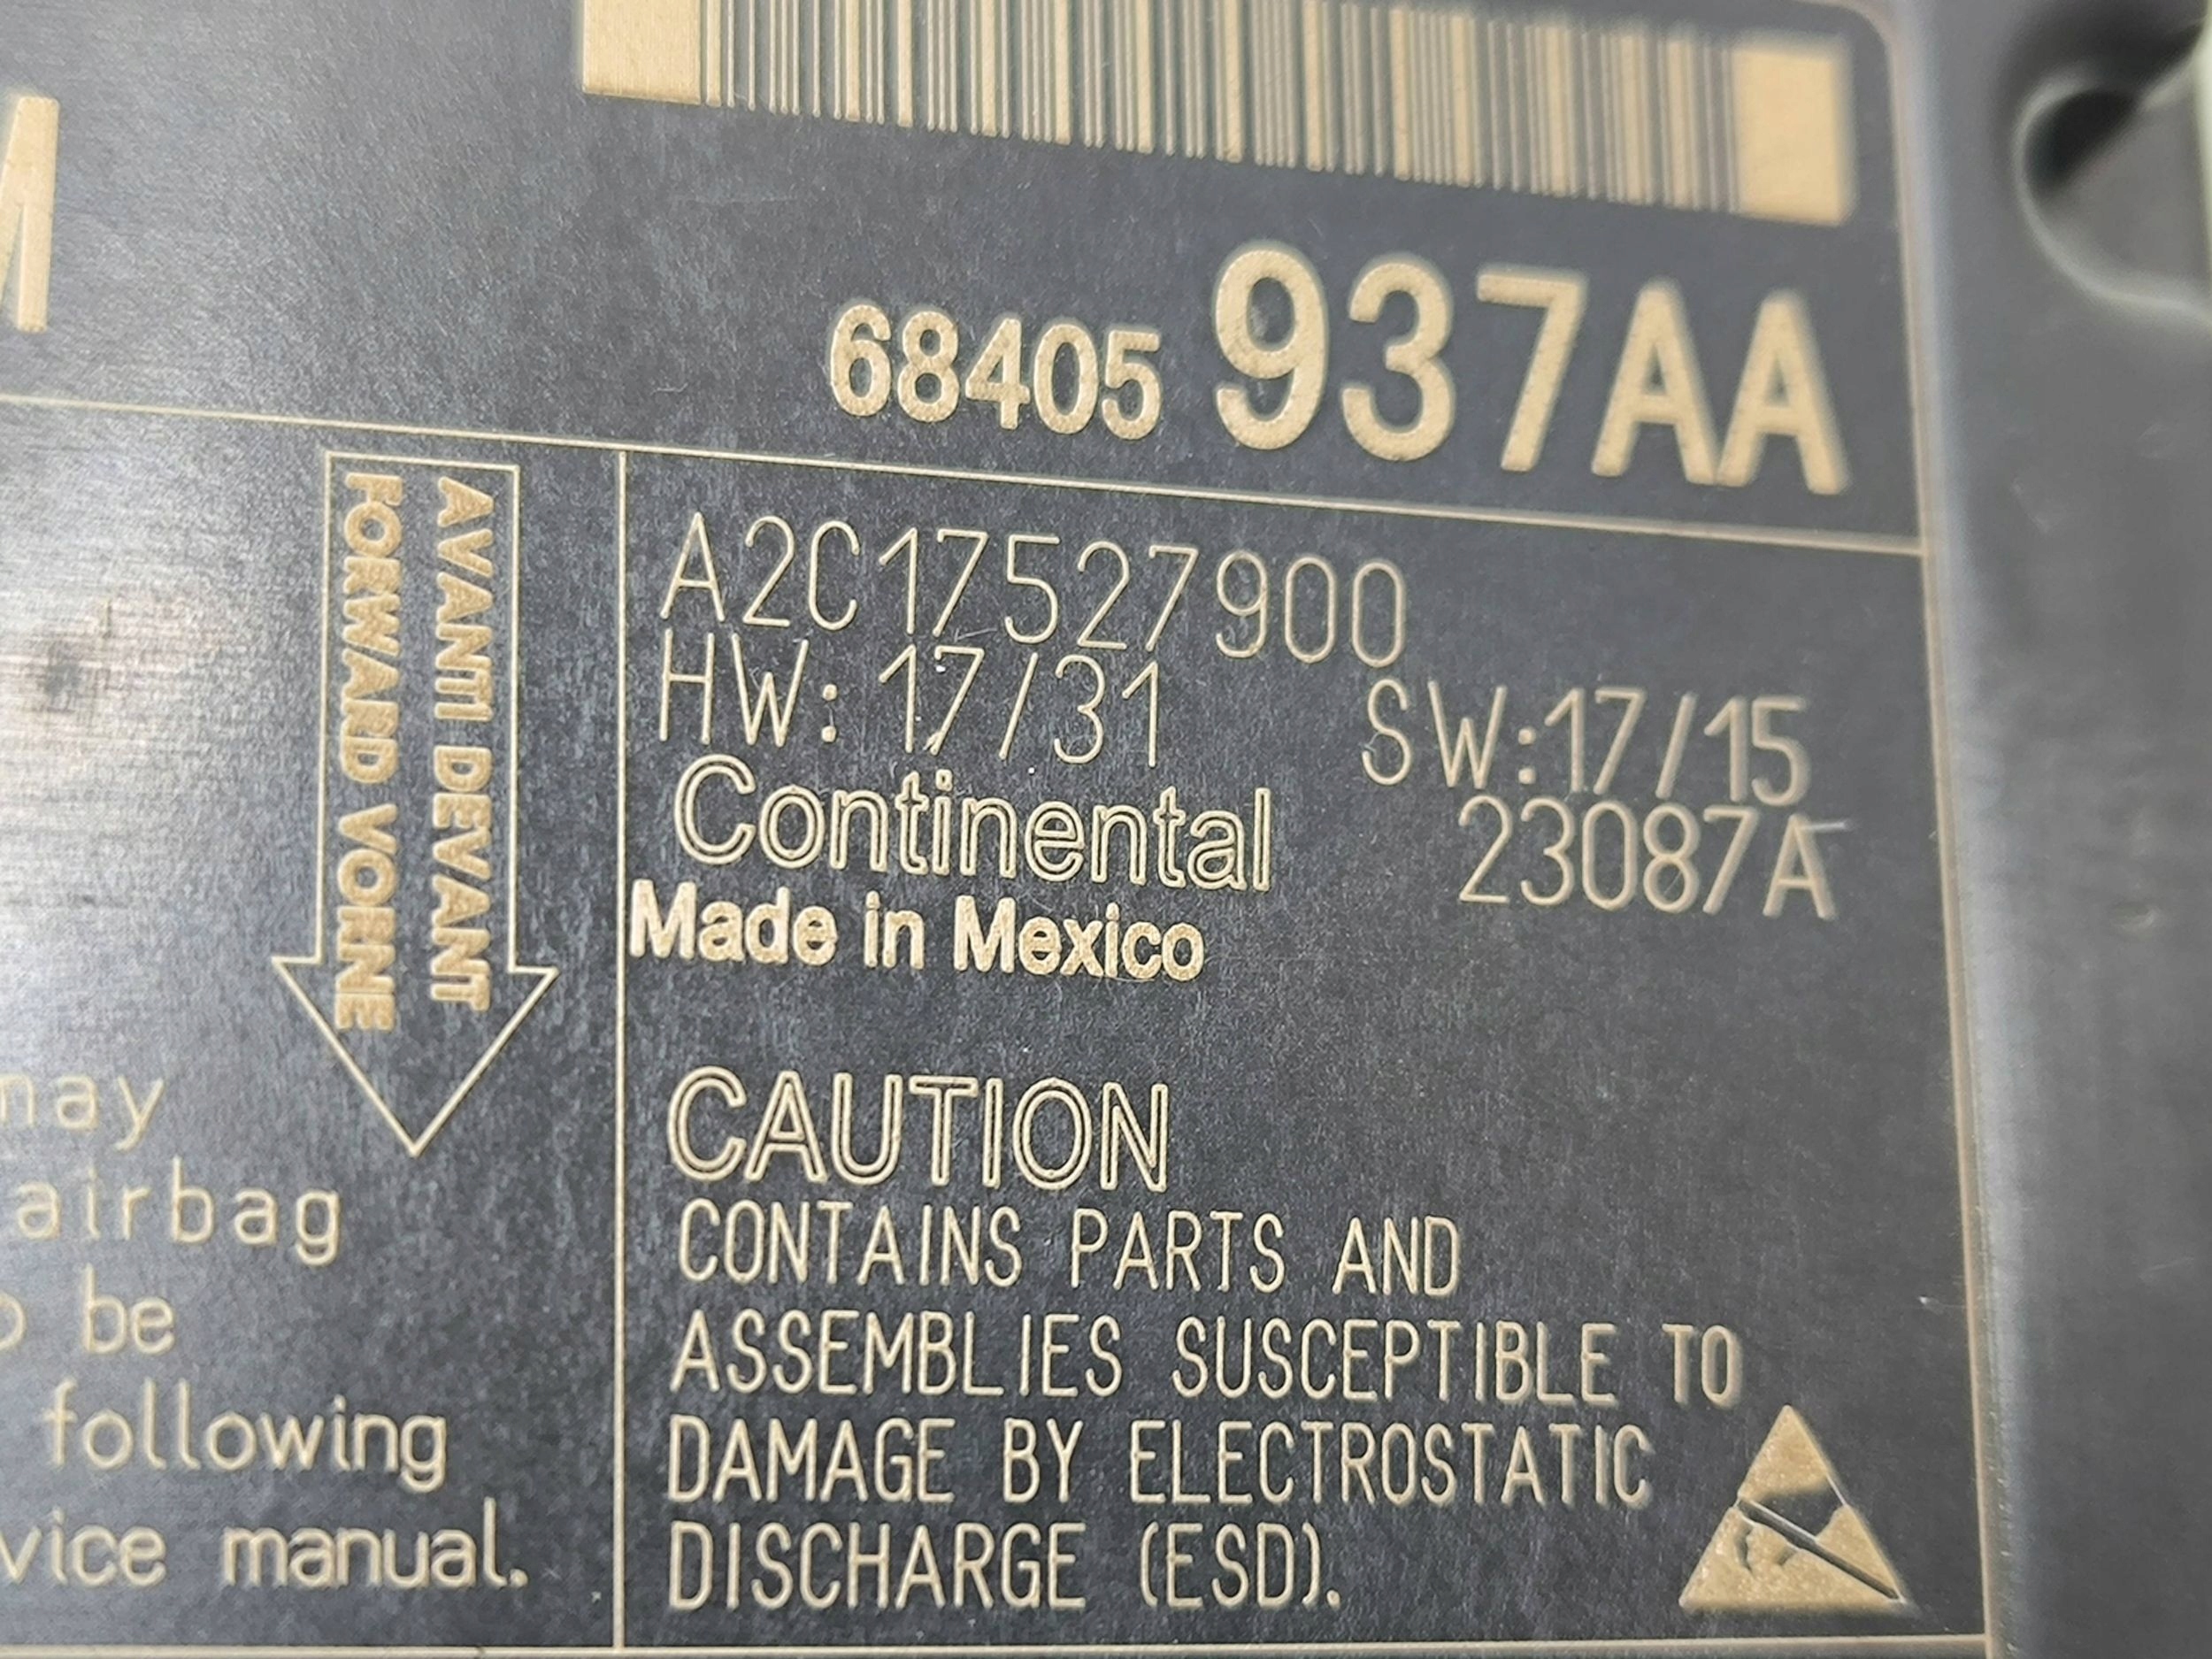 M
68405 937AA
AVANTI DEVANT
FORWARD VORNE
A2C17527900
HW: 17/31 SW:17/15
Continental 23087A
Made in Mexico
CAUTION
CONTAINS PARTS AND
ASSEMBLIES SUSCEPTIBLE TO
DAMAGE BY ELECTROSTATIC
DISCHARGE (ESD).
may
airbag
be
following
manual.